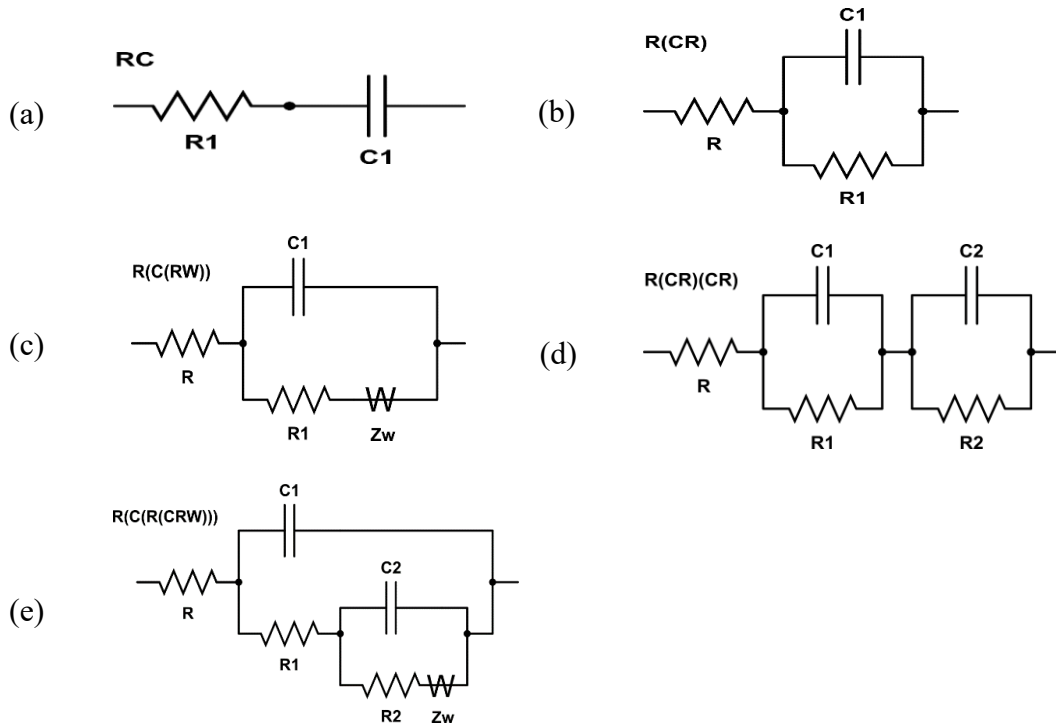 (a)
RC
R1
C1
(b)
R(CR)
C1
R
R1
(c)
R(C(RW))
C1
R
R1
Zw
(d)
R(CR)(CR)
C1
C2
R
R1
R2
(e)
R(C(R(CRW)))
C1
C2
R
R1
R2
Zw